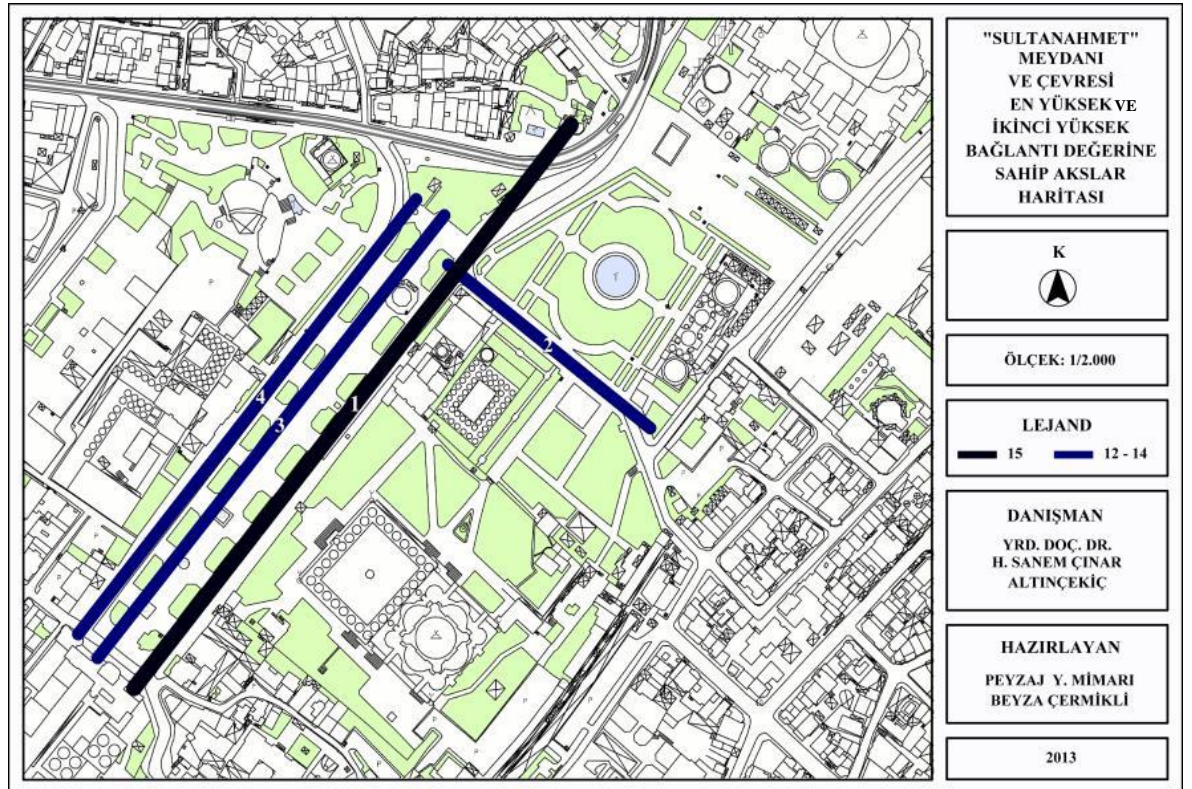 "SULTANAHMET"
MEYDANI
VE ÇEVRESİ
EN YÜKSEK VE
İKİNCİ YÜKSEK
BAĞLANTI DEĞERİNE
SAHİP AKSLAR
HARİTASI
K
ÖLÇEK: 1/2.000
LEJAND
15 12 - 14
DANIŞMAN
YRD. DOÇ. DR.
H. SANEM ÇINAR
ALTINÇEKİÇ
HAZIRLAYAN
PEYZAJ Y. MİMARI
BEYZA ÇERMİKLİ
2013
2
4
1
3